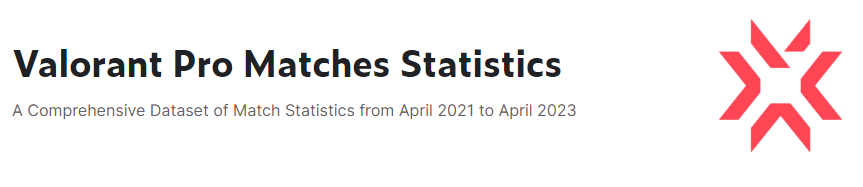 Valorant Pro Matches Statistics
A Comprehensive Dataset of Match Statistics from April 2021 to April 2023